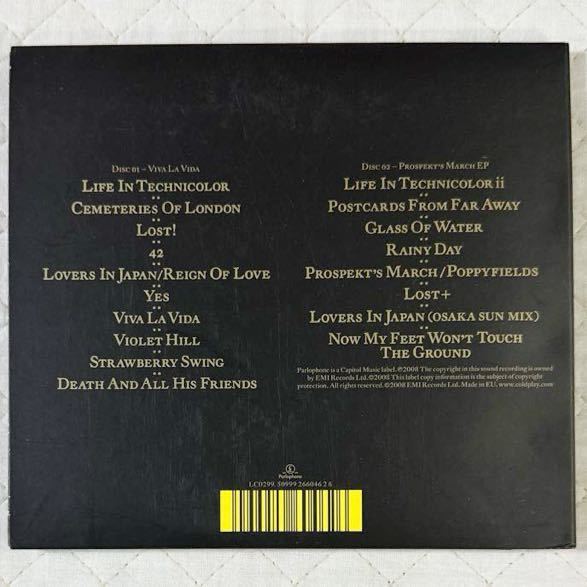 Disc 01 – Viva La Vida
Life In Technicolor
Cemeteries Of London
Lost!
42
Lovers In Japan/Reign Of Love
Yes
Viva La Vida
Violet Hill
Strawberry Swing
Death And All His Friends
Disc 02 – Prospekt's March EP
Life In Technicolor ii
Postcards From Far Away
Glass Of Water
Rainy Day
Prospekt's March/Poppyfields
Lost+
Lovers In Japan (Osaka Sun Mix)
Now My Feet Won't Touch
The Ground
Parlophone is a Capitol Music label. ℗2008 The copyright in this sound recording is owned
by EMI Records Ltd. ©2008 This label copy information is the subject of copyright
protection. All rights reserved. ©2008 EMI Records Ltd. Made in EU. www.coldplay.com
Parlophone
LC0299. 50999 266046 2 6